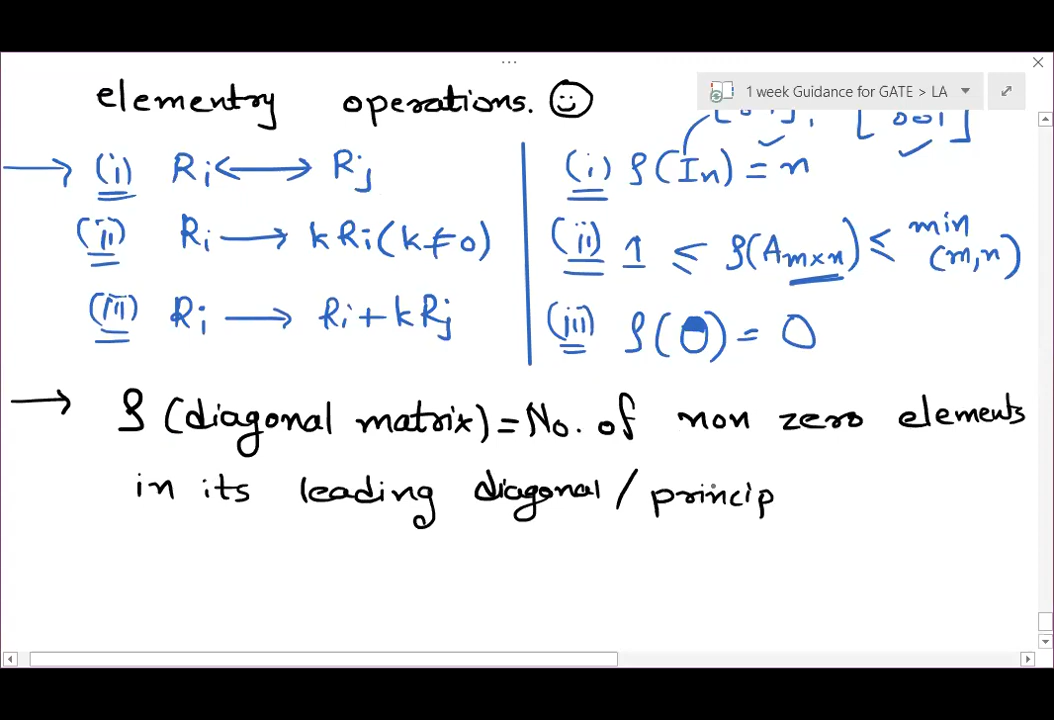 1 week Guidance for GATE > LA
elementry operations. ☺
(i) Ri ⟷ Rj
(ii) Ri ⟶ kRi (k≠0)
(iii) Ri ⟶ Ri + kRj
[001]
(i) ρ(In) = n
(ii) 1 ≤ ρ(Am×n) ≤ min (m,n)
(iii) ρ(O) = 0
→ ρ (diagonal matrix) = No. of non zero elements
in its leading diagonal / princip